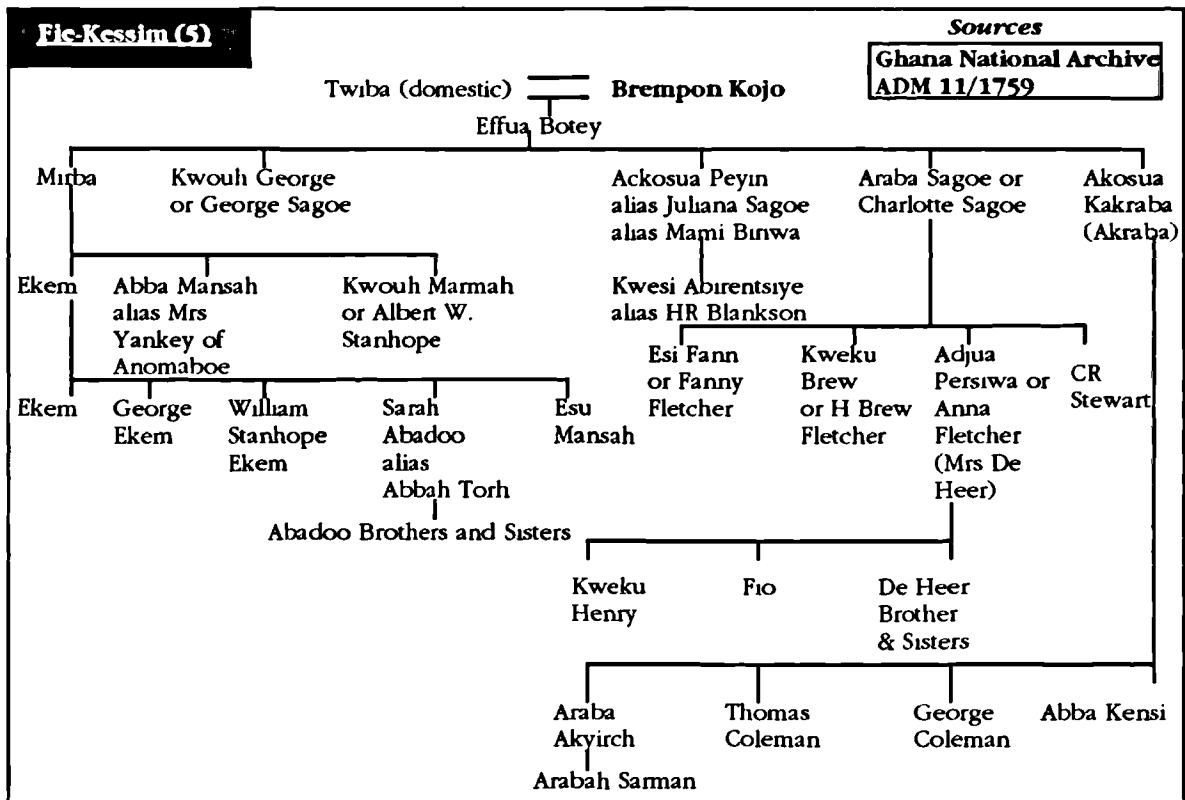 Fie-Kessim (5)
Sources
Ghana National Archive
ADM 11/1759
Twiba (domestic)
Brempon Kojo
Effua Botey
Mirba
Kwouh George
or George Sagoe
Ackosua Peyin
alias Juliana Sagoe
alias Mami Biriwa
Araba Sagoe or
Charlotte Sagoe
Akosua
Kakraba
(Akraba)
Ekem
Abba Mansah
alias Mrs
Yankey of
Anomaboe
Kwouh Marmah
or Albert W.
Stanhope
Kwesi Abirentsiye
alias HR Blankson
Esi Fann
or Fanny
Fletcher
Kweku
Brew
or H Brew
Fletcher
Adjua
Persiwa or
Anna
Fletcher
(Mrs De
Heer)
CR
Stewart
Ekem
George
Ekem
William
Stanhope
Ekem
Sarah
Abadoo
alias
Abbah Torh
Esu
Mansah
Abadoo Brothers and Sisters
Kweku
Henry
Fio
De Heer
Brother
& Sisters
Araba
Akyirch
Thomas
Coleman
George
Coleman
Abba Kensi
Arabah Sarman